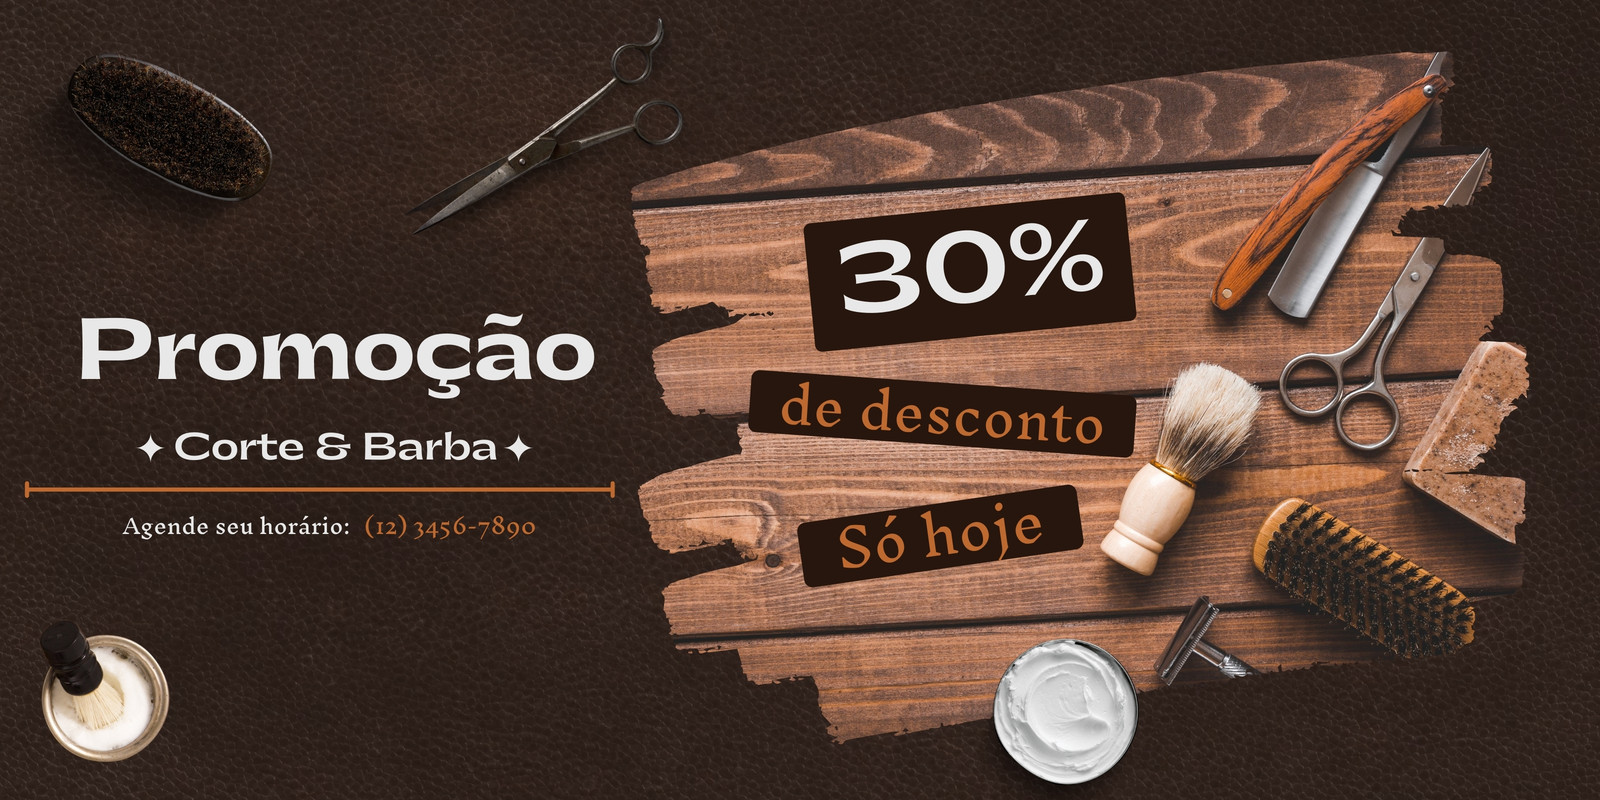 Promoção
✦ Corte & Barba ✦
Agende seu horário: (12) 3456-7890
30%
de desconto
Só hoje